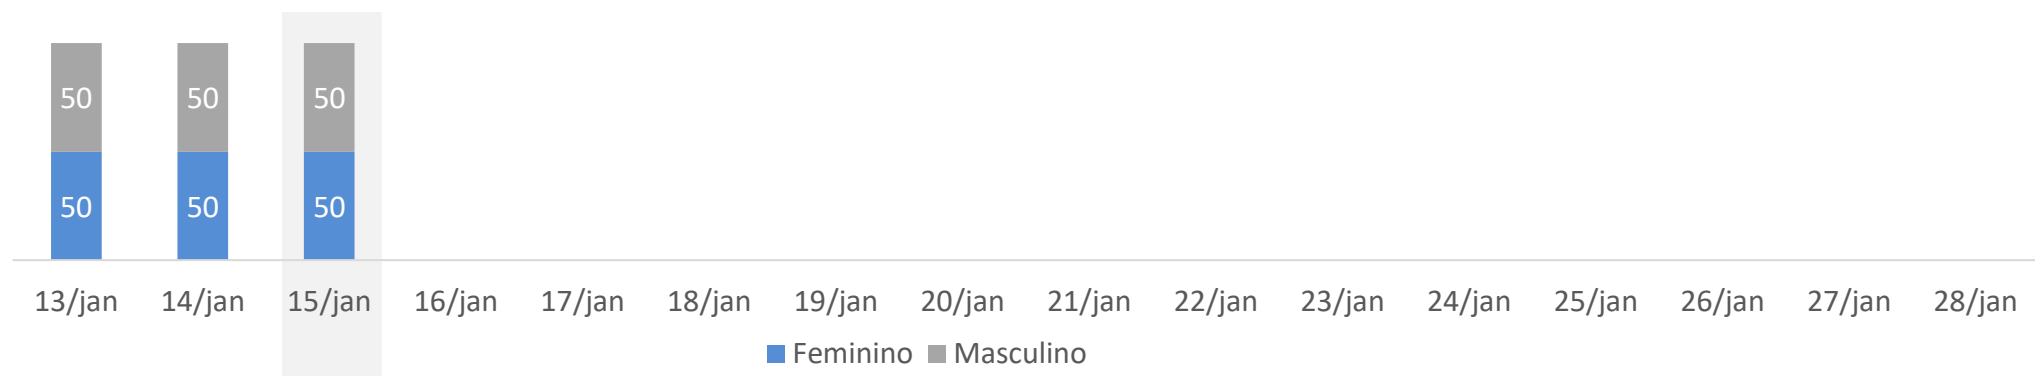 50 50 50
50 50 50
13/jan 14/jan 15/jan 16/jan 17/jan 18/jan 19/jan 20/jan 21/jan 22/jan 23/jan 24/jan 25/jan 26/jan 27/jan 28/jan
Feminino Masculino